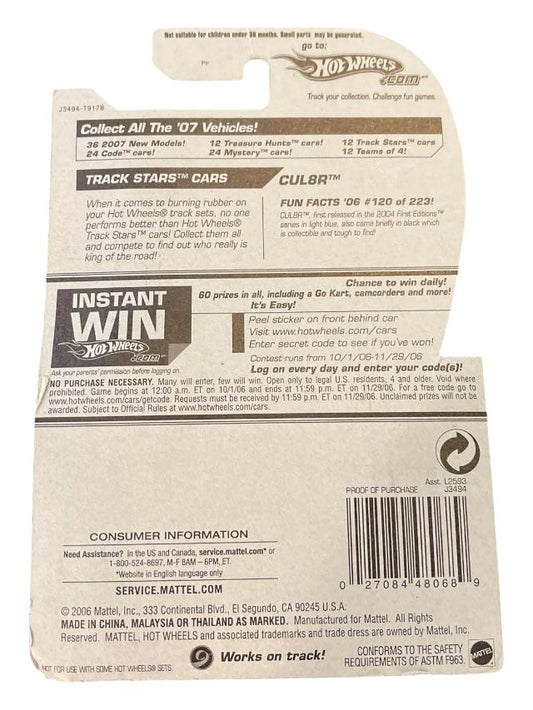 Not suitable for children under 36 months. Small parts may be generated.
go to:
HOT WHEELS
.COM™
Track your collection. Challenge fun games.
J3494-T917B
Collect All The '07 Vehicles!
36 2007 New Models! 12 Treasure Hunts™ cars! 12 Track Stars™ cars
24 Code™ cars! 24 Mystery™ cars! 12 Teams of 4!
TRACK STARS™ CARS
When it comes to burning rubber on
your Hot Wheels® track sets, no one
performs better than Hot Wheels®
Track Stars™ cars! Collect them all
and compete to find out who really is
king of the road!
CUL8R™
FUN FACTS '06 #120 of 223!
CUL8R™, first released in the 2004 First Editions™
series in light blue, also came briefly in black which
is collectible and tough to find!
INSTANT
WIN
HOT WHEELS
.COM
Ask your parents' permission before logging on.
Chance to win daily!
60 prizes in all, including a Go Kart, camcorders and more!
It's Easy!
Peel sticker on front behind car
Visit www.hotwheels.com/cars
Enter secret code to see if you've won!
Contest runs from 10/1/06-11/29/06
Log on every day and enter your code(s)!
NO PURCHASE NECESSARY. Many will enter, few will win. Open only to legal U.S. residents, 4 and older. Void where
prohibited. Game begins at 12:00 a.m. ET on 10/1/06 and ends at 11:59 p.m. ET on 11/29/06. For a free code go to
www.hotwheels.com/cars/getcode. Requests must be received by 11:59 p.m. ET on 11/29/06. Unclaimed prizes will not be
awarded. Subject to Official Rules at www.hotwheels.com/cars.
Asst. L2593
PROOF OF PURCHASE J3494
0 27084 48068 9
CONSUMER INFORMATION
Need Assistance? In the US and Canada, service.mattel.com* or
1-800-524-8697, M-F 8AM – 6PM, ET.
*Website in English language only
SERVICE.MATTEL.COM
© 2006 Mattel, Inc., 333 Continental Blvd., El Segundo, CA 90245 U.S.A.
MADE IN CHINA, MALAYSIA OR THAILAND AS MARKED. Manufactured for Mattel. All Rights
Reserved. MATTEL, HOT WHEELS and associated trademarks and trade dress are owned by Mattel, Inc.
Works on track!
NOT FOR USE WITH SOME HOT WHEELS® SETS.
CONFORMS TO THE SAFETY
REQUIREMENTS OF ASTM F963.
MATTEL